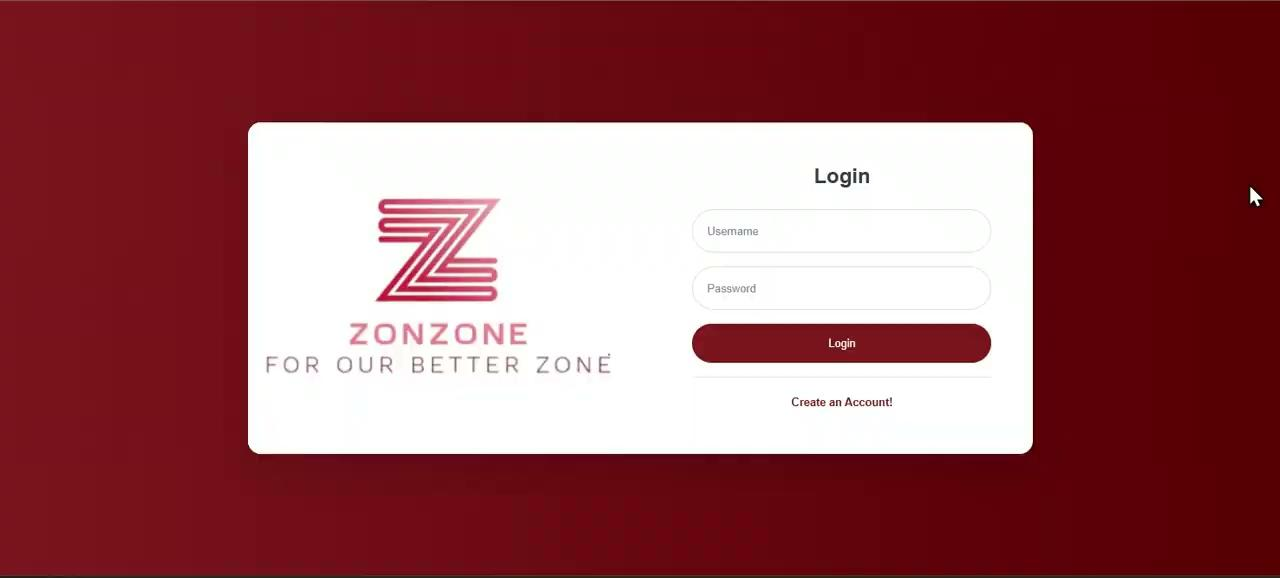 Z
ZONZONE
FOR OUR BETTER ZONE
Login
Username
Password
Login
Create an Account!